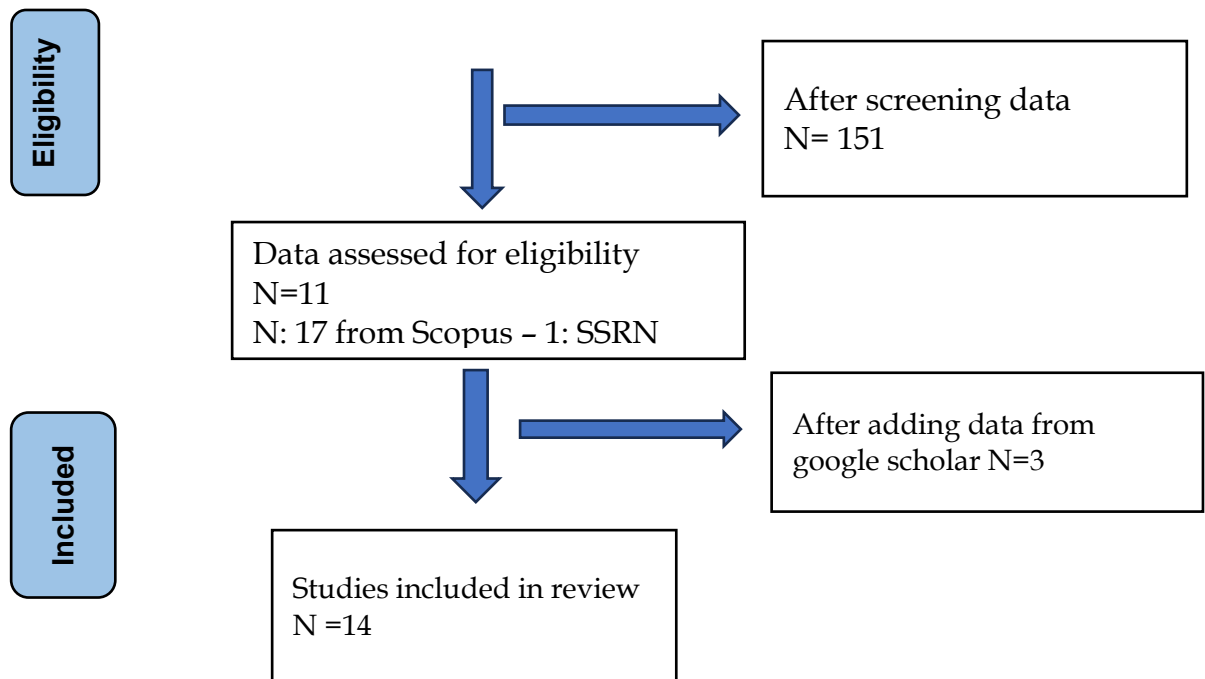 Eligibility
After screening data
N= 151
Data assessed for eligibility
N=11
N: 17 from Scopus – 1: SSRN
Included
After adding data from
google scholar N=3
Studies included in review
N =14